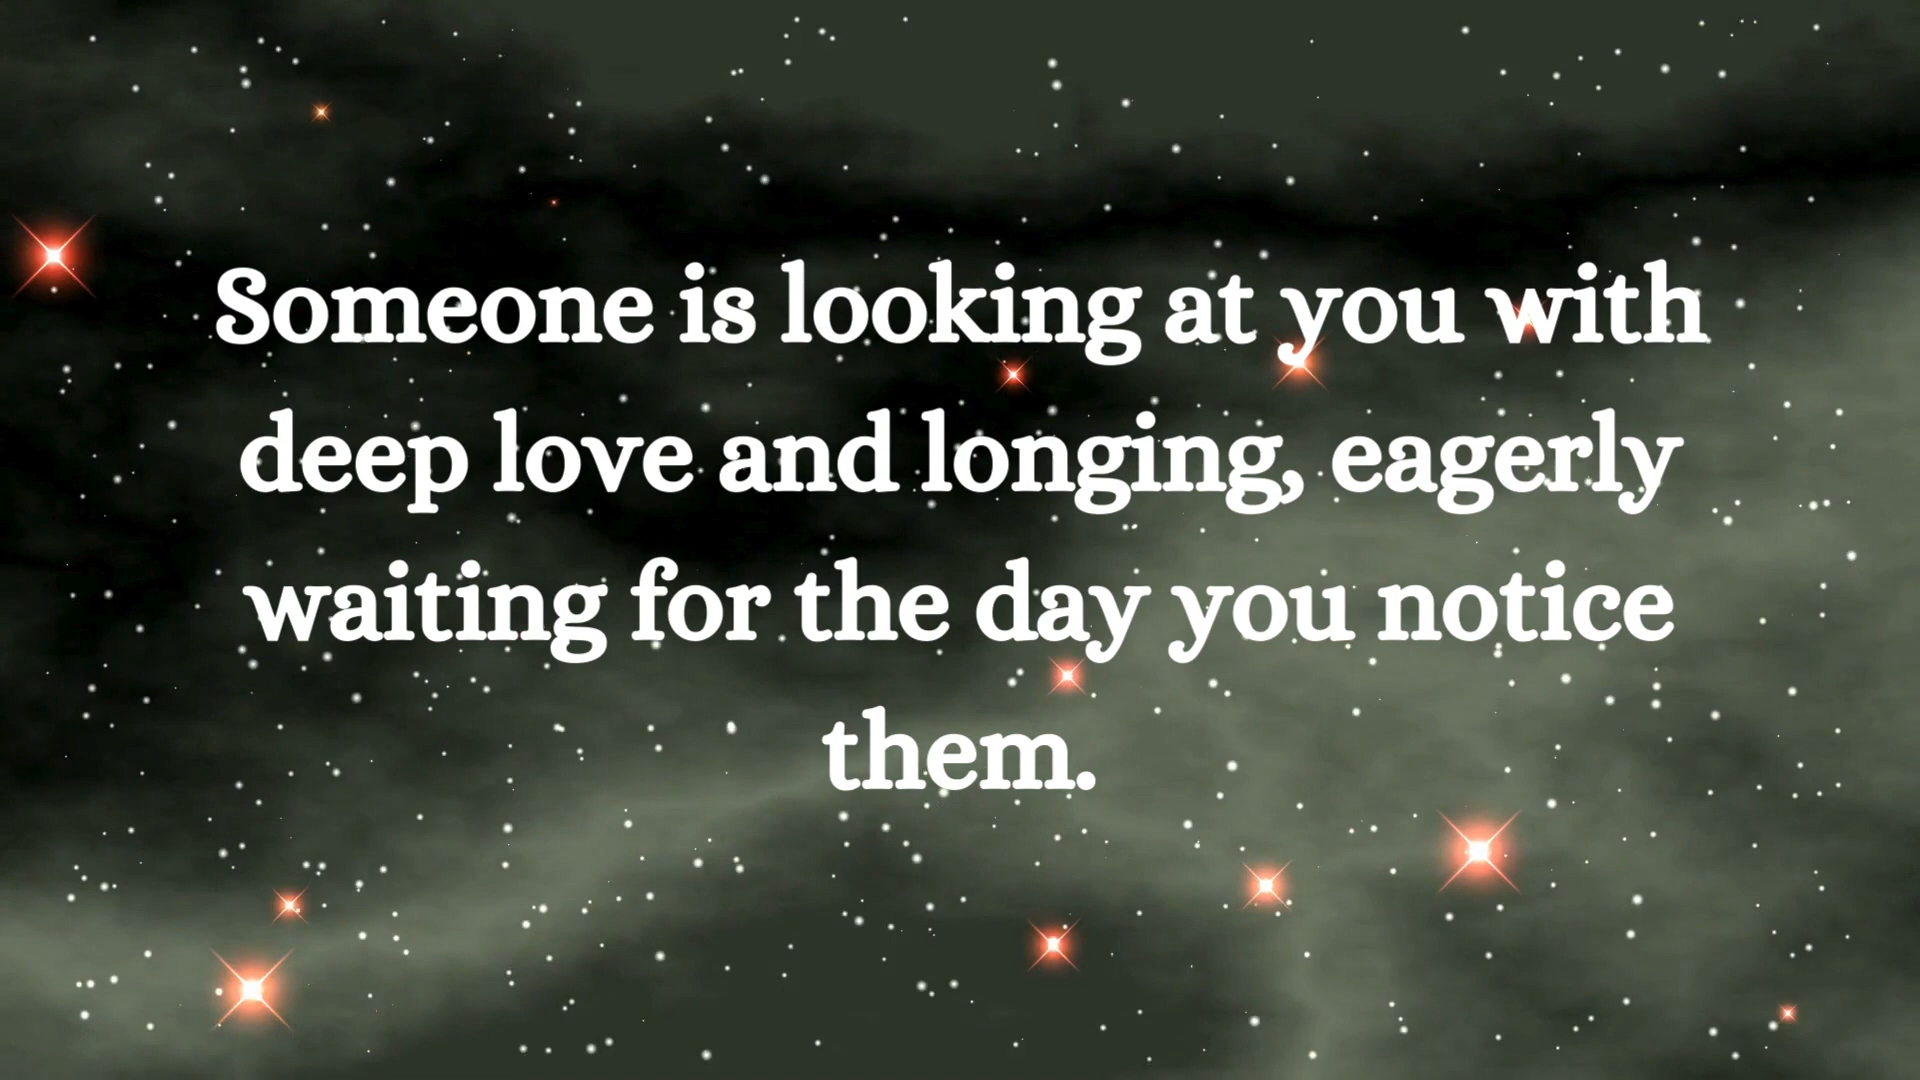 Someone is looking at you with
deep love and longing, eagerly
waiting for the day you notice
them.